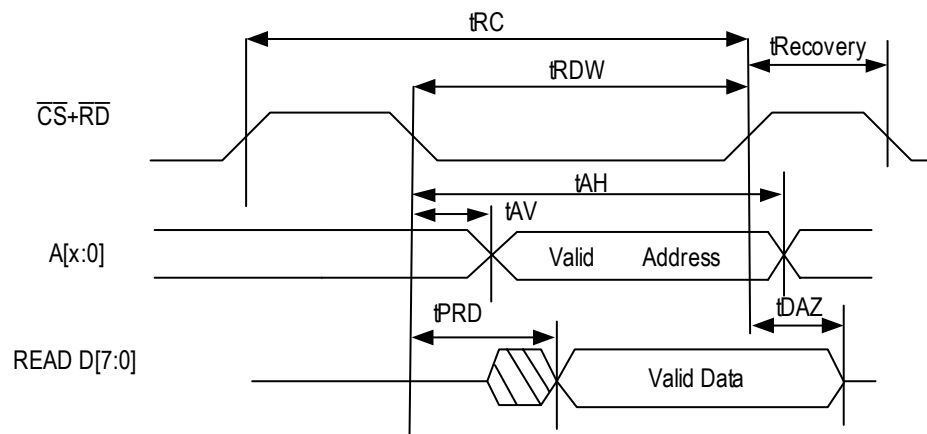 tRC
tRecovery
tRDW
CS+RD
tAH
tAV
A[x:0]
Valid Address
tPRD
tDAZ
READ D[7:0]
Valid Data